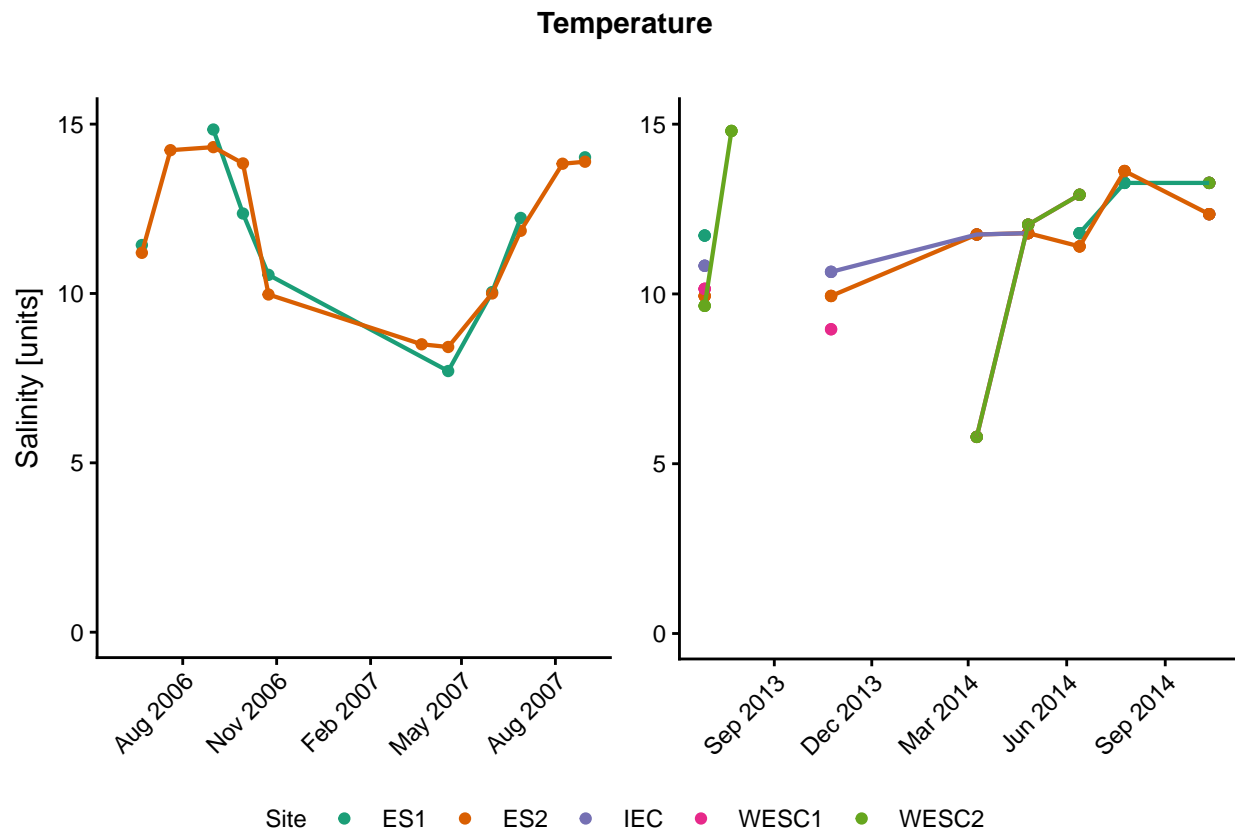 Temperature
Salinity [units]
15
10
5
0
Aug 2006
Nov 2006
Feb 2007
May 2007
Aug 2007
15
10
5
0
Sep 2013
Dec 2013
Mar 2014
Jun 2014
Sep 2014
Site ES1 ES2 IEC WESC1 WESC2